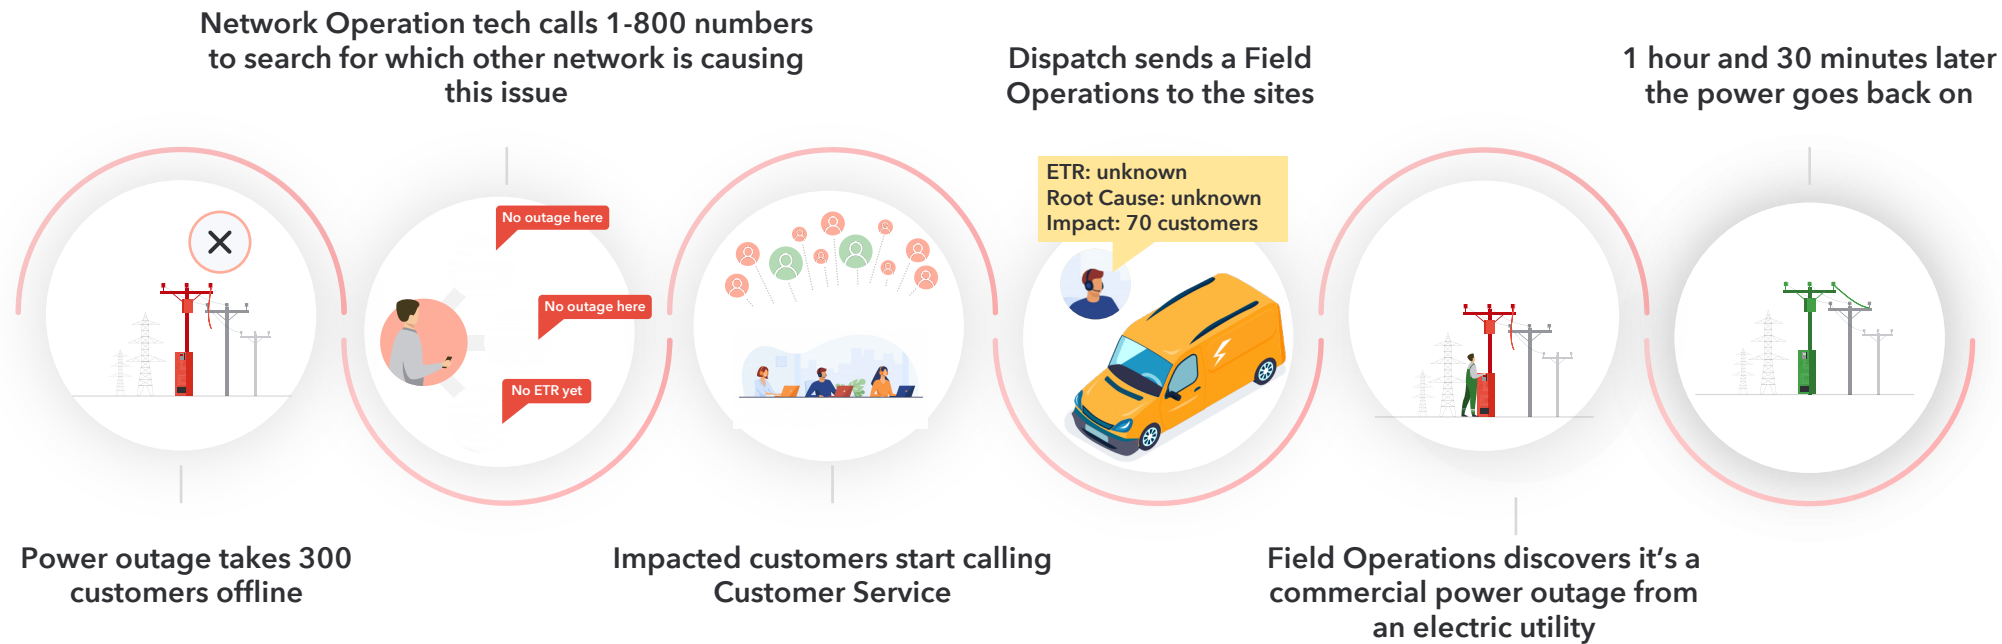 Network Operation tech calls 1-800 numbers
to search for which other network is causing
this issue
Dispatch sends a Field
Operations to the sites
1 hour and 30 minutes later
the power goes back on
No outage here
No outage here
No ETR yet
ETR: unknown
Root Cause: unknown
Impact: 70 customers
Power outage takes 300
customers offline
Impacted customers start calling
Customer Service
Field Operations discovers it’s a
commercial power outage from
an electric utility